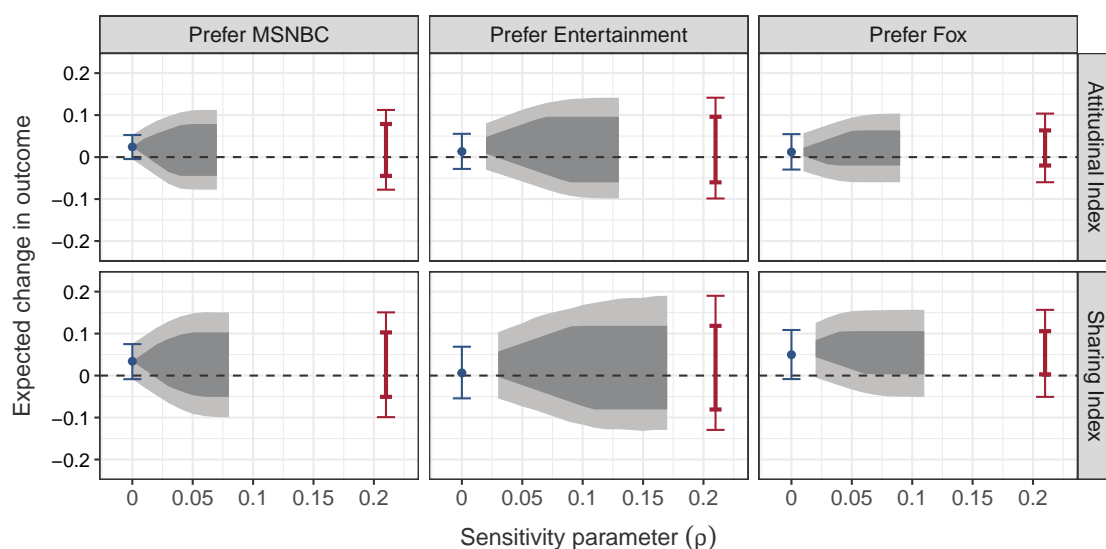 Prefer MSNBC Prefer Entertainment Prefer Fox
0.2
0.1
0
−0.1
−0.2
Attitudinal Index
0.2
0.1
0
−0.1
−0.2
Sharing Index
Expected change in outcome
0 0.05 0.1 0.15 0.2 0 0.05 0.1 0.15 0.2 0 0.05 0.1 0.15 0.2
Sensitivity parameter (ρ)